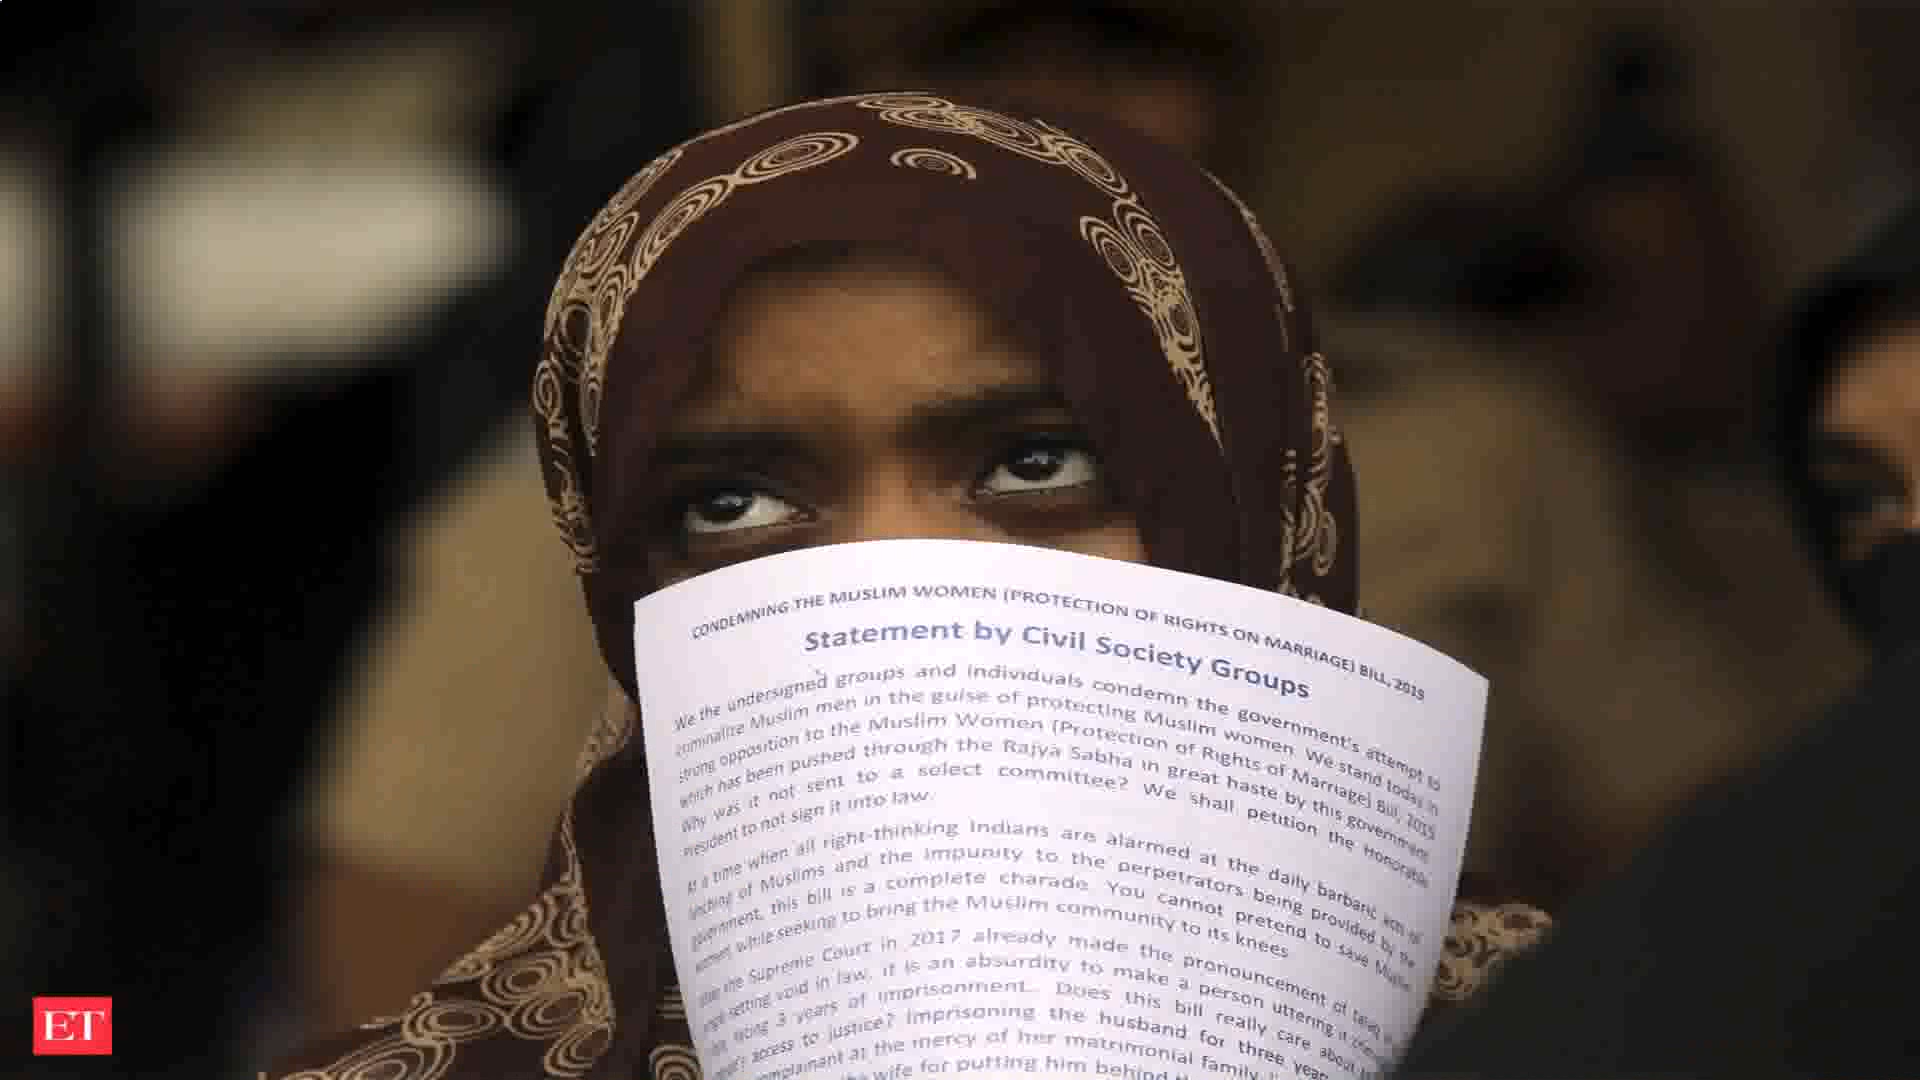 CONDEMNING THE MUSLIM WOMEN (PROTECTION OF RIGHTS ON MARRIAGE) BILL, 2019
Statement by Civil Society Groups
We the undersigned groups and individuals condemn the government's attempt to
criminalize Muslim men in the guise of protecting Muslim women. We stand today in
strong opposition to the Muslim Women (Protection of Rights of Marriage) Bill, 2019
which has been pushed through the Rajya Sabha in great haste by this government.
Why was it not sent to a select committee? We shall petition the Honorable
President to not sign it into law.
At a time when all right-thinking Indians are alarmed at the daily barbaric acts of
lynching of Muslims and the impunity to the perpetrators being provided by the
government, this bill is a complete charade. You cannot pretend to save Muslim
women while seeking to bring the Muslim community to its knees
the Supreme Court in 2017 already made the pronouncement of talaq
getting void in law, it is an absurdity to make a person uttering it
3 years of imprisonment. Does this bill really care about
access to justice? Imprisoning the husband for three years
complainant at the mercy of her matrimonial family.
wife for putting him behind
ET